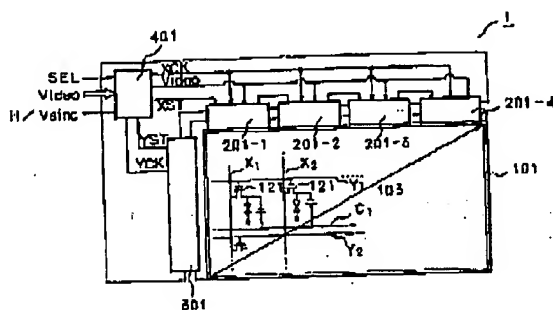 1
401
SEL
Video
H/Vsinc
XCK
Video
XST
YST
YCK
201-1
201-2
201-3
201-4
X1
X2
121
121
Y1
103
101
C1
Y2
301